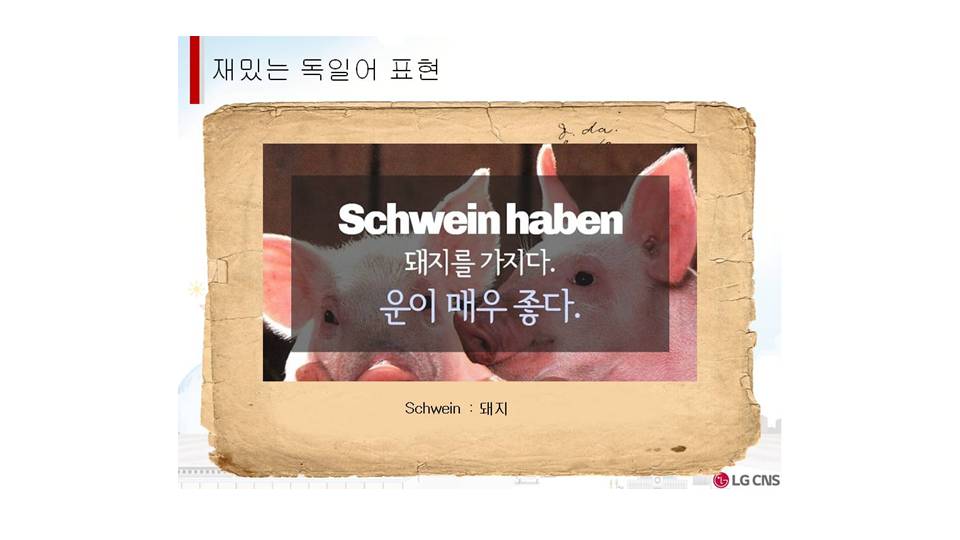 재밌는 독일어 표현
g. da.
Schwein haben
돼지를 가지다.
운이 매우 좋다.
Schwein : 돼지
LG CNS